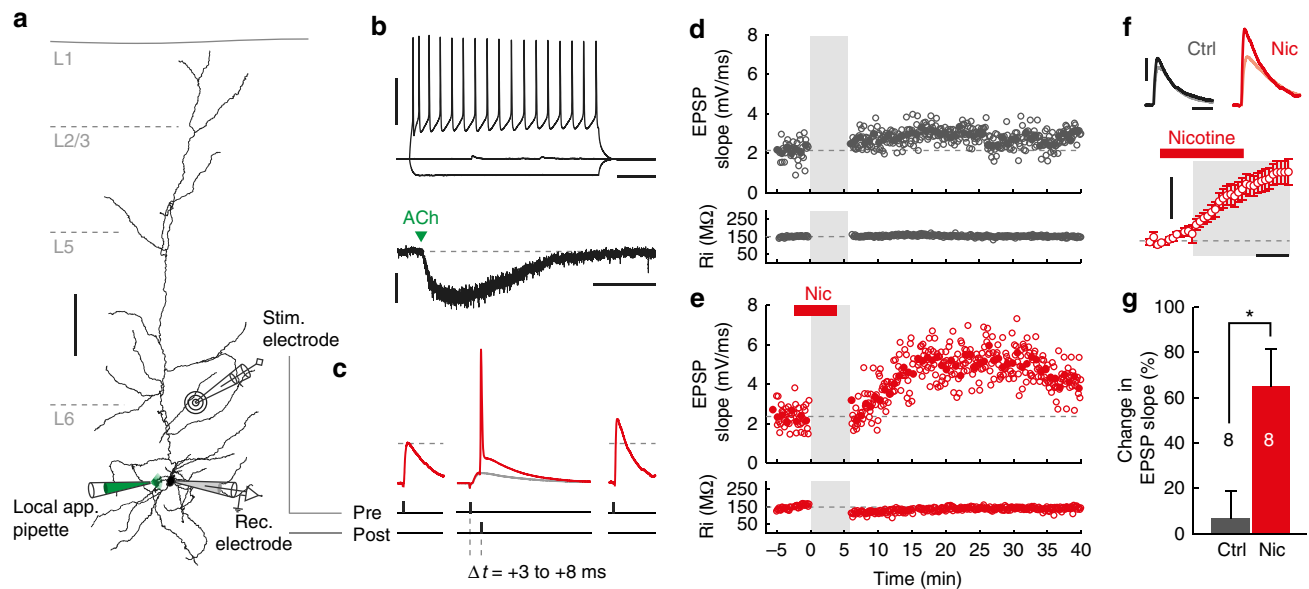 a
L1
L2/3
L5
L6
Stim.
electrode
Local app.
pipette
Rec.
electrode
b
ACh
c
Pre
Post
Δt = +3 to +8 ms
d
EPSP
slope (mV/ms)
8
6
4
2
0
Ri (MΩ)
250
150
50
e
Nic
EPSP
slope (mV/ms)
8
6
4
2
0
Ri (MΩ)
250
150
50
–5 0 5 10 15 20 25 30 35 40
Time (min)
f
Ctrl
Nic
Nicotine
g
Change in
EPSP slope (%)
100
80
60
40
20
0
*
8
8
Ctrl Nic